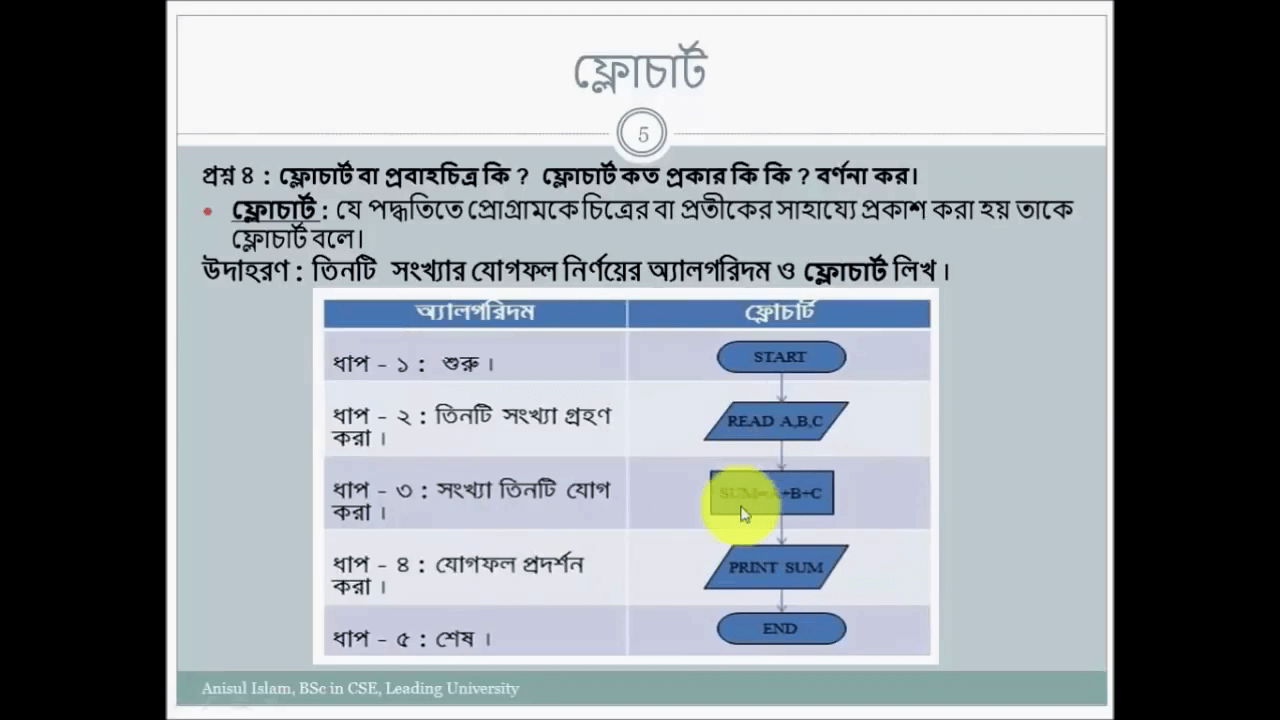 ফ্লোচার্ট
5
প্রশ্ন ৪ : ফ্লোচার্ট বা প্রবাহচিত্র কি ? ফ্লোচার্ট কত প্রকার কি কি ? বর্ণনা কর।
• ফ্লোচার্ট : যে পদ্ধতিতে প্রোগ্রামকে চিত্রের বা প্রতীকের সাহায্যে প্রকাশ করা হয় তাকে
ফ্লোচার্ট বলে।
উদাহরণ : তিনটি সংখ্যার যোগফল নির্ণয়ের অ্যালগরিদম ও ফ্লোচার্ট লিখ ।
অ্যালগরিদম ফ্লোচার্ট
ধাপ - ১ : শুরু ।
START
ধাপ - ২ : তিনটি সংখ্যা গ্রহণ
করা ।
READ A,B,C
ধাপ - ৩ : সংখ্যা তিনটি যোগ
করা ।
SUM=A+B+C
ধাপ - ৪ : যোগফল প্রদর্শন
করা ।
PRINT SUM
ধাপ - ৫ : শেষ ।
END
Anisul Islam, BSc in CSE, Leading University